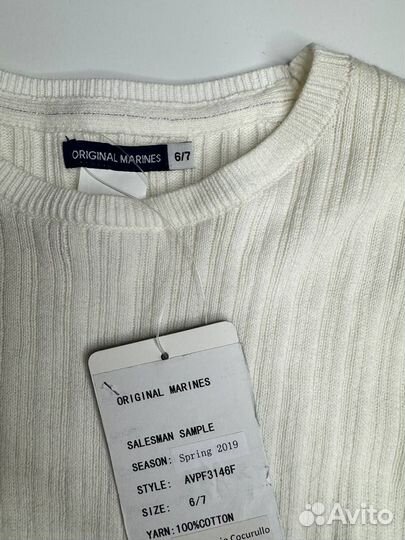 ORIGINAL MARINES 6/7
ORIGINAL MARINES
SALESMAN SAMPLE
SEASON: Spring 2019
STYLE: AVPF3146F
SIZE: 6/7
YARN:100%COTTON
Cocurullo
Avito